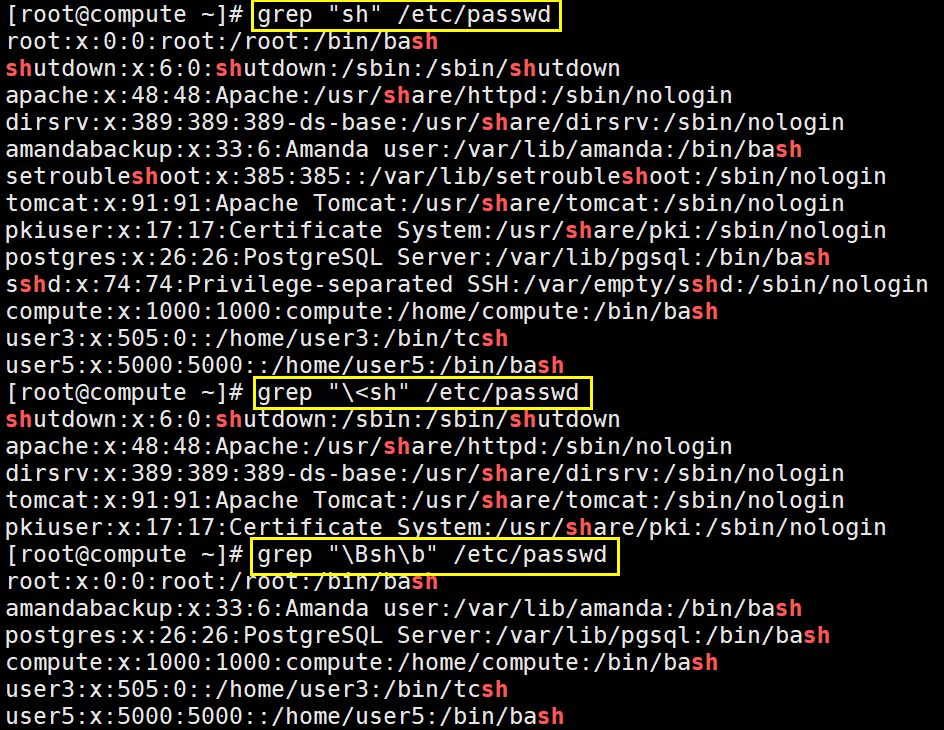 [root@compute ~]# grep "sh" /etc/passwd
root:x:0:0:root:/root:/bin/bash
shutdown:x:6:0:shutdown:/sbin:/sbin/shutdown
apache:x:48:48:Apache:/usr/share/httpd:/sbin/nologin
dirsrv:x:389:389:389-ds-base:/usr/share/dirsrv:/sbin/nologin
amandabackup:x:33:6:Amanda user:/var/lib/amanda:/bin/bash
setroubleshoot:x:385:385::/var/lib/setroubleshoot:/sbin/nologin
tomcat:x:91:91:Apache Tomcat:/usr/share/tomcat:/sbin/nologin
pkiuser:x:17:17:Certificate System:/usr/share/pki:/sbin/nologin
postgres:x:26:26:PostgreSQL Server:/var/lib/pgsql:/bin/bash
sshd:x:74:74:Privilege-separated SSH:/var/empty/sshd:/sbin/nologin
compute:x:1000:1000:compute:/home/compute:/bin/bash
user3:x:505:0::/home/user3:/bin/tcsh
user5:x:5000:5000::/home/user5:/bin/bash
[root@compute ~]# grep "\<sh" /etc/passwd
shutdown:x:6:0:shutdown:/sbin:/sbin/shutdown
apache:x:48:48:Apache:/usr/share/httpd:/sbin/nologin
dirsrv:x:389:389:389-ds-base:/usr/share/dirsrv:/sbin/nologin
tomcat:x:91:91:Apache Tomcat:/usr/share/tomcat:/sbin/nologin
pkiuser:x:17:17:Certificate System:/usr/share/pki:/sbin/nologin
[root@compute ~]# grep "\Bsh\b" /etc/passwd
root:x:0:0:root:/root:/bin/bash
amandabackup:x:33:6:Amanda user:/var/lib/amanda:/bin/bash
postgres:x:26:26:PostgreSQL Server:/var/lib/pgsql:/bin/bash
compute:x:1000:1000:compute:/home/compute:/bin/bash
user3:x:505:0::/home/user3:/bin/tcsh
user5:x:5000:5000::/home/user5:/bin/bash